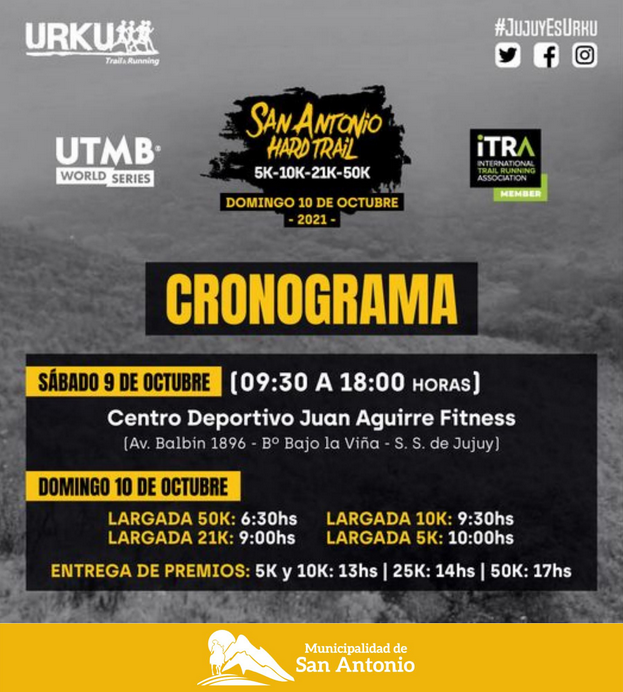 URKU
Trail & Running
#JujuyEsUrku
UTMB®
WORLD SERIES
SAN ANTONIO
HARD TRAIL
5K-10K-21K-50K
DOMINGO 10 DE OCTUBRE
- 2021 -
iTRA
INTERNATIONAL
TRAIL RUNNING
ASSOCIATION
MEMBER
CRONOGRAMA
SÁBADO 9 DE OCTUBRE (09:30 A 18:00 HORAS)
Centro Deportivo Juan Aguirre Fitness
(Av. Balbin 1896 - Bº Bajo la Viña - S. S. de Jujuy)
DOMINGO 10 DE OCTUBRE
LARGADA 50K: 6:30hs LARGADA 10K: 9:30hs
LARGADA 21K: 9:00hs LARGADA 5K: 10:00hs
ENTREGA DE PREMIOS: 5K y 10K: 13hs | 25K: 14hs | 50K: 17hs
Municipalidad de
San Antonio